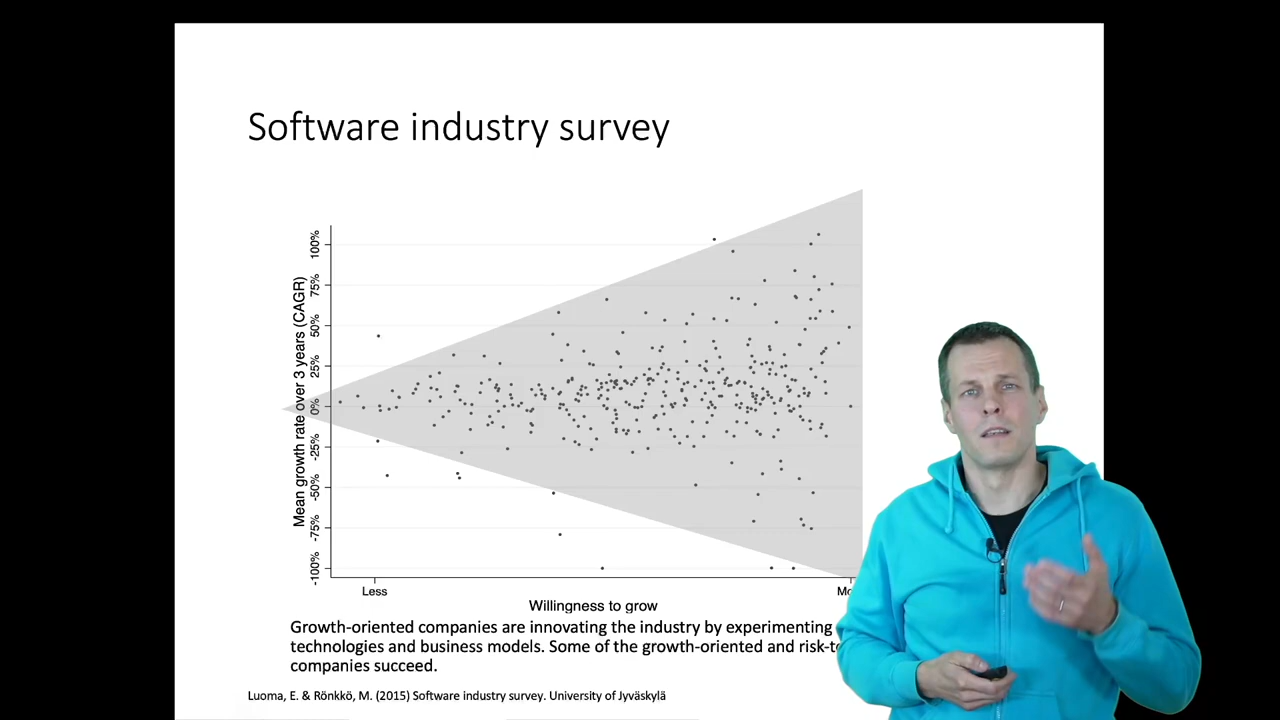 Software industry survey
Mean growth rate over 3 years (CAGR)
100%
75%
50%
25%
0%
-25%
-50%
-75%
-100%
Less
Willingness to grow
Growth-oriented companies are innovating the industry by experimenting
technologies and business models. Some of the growth-oriented and
companies succeed.
Luoma, E. & Rönkkö, M. (2015) Software industry survey. University of Jyväskylä